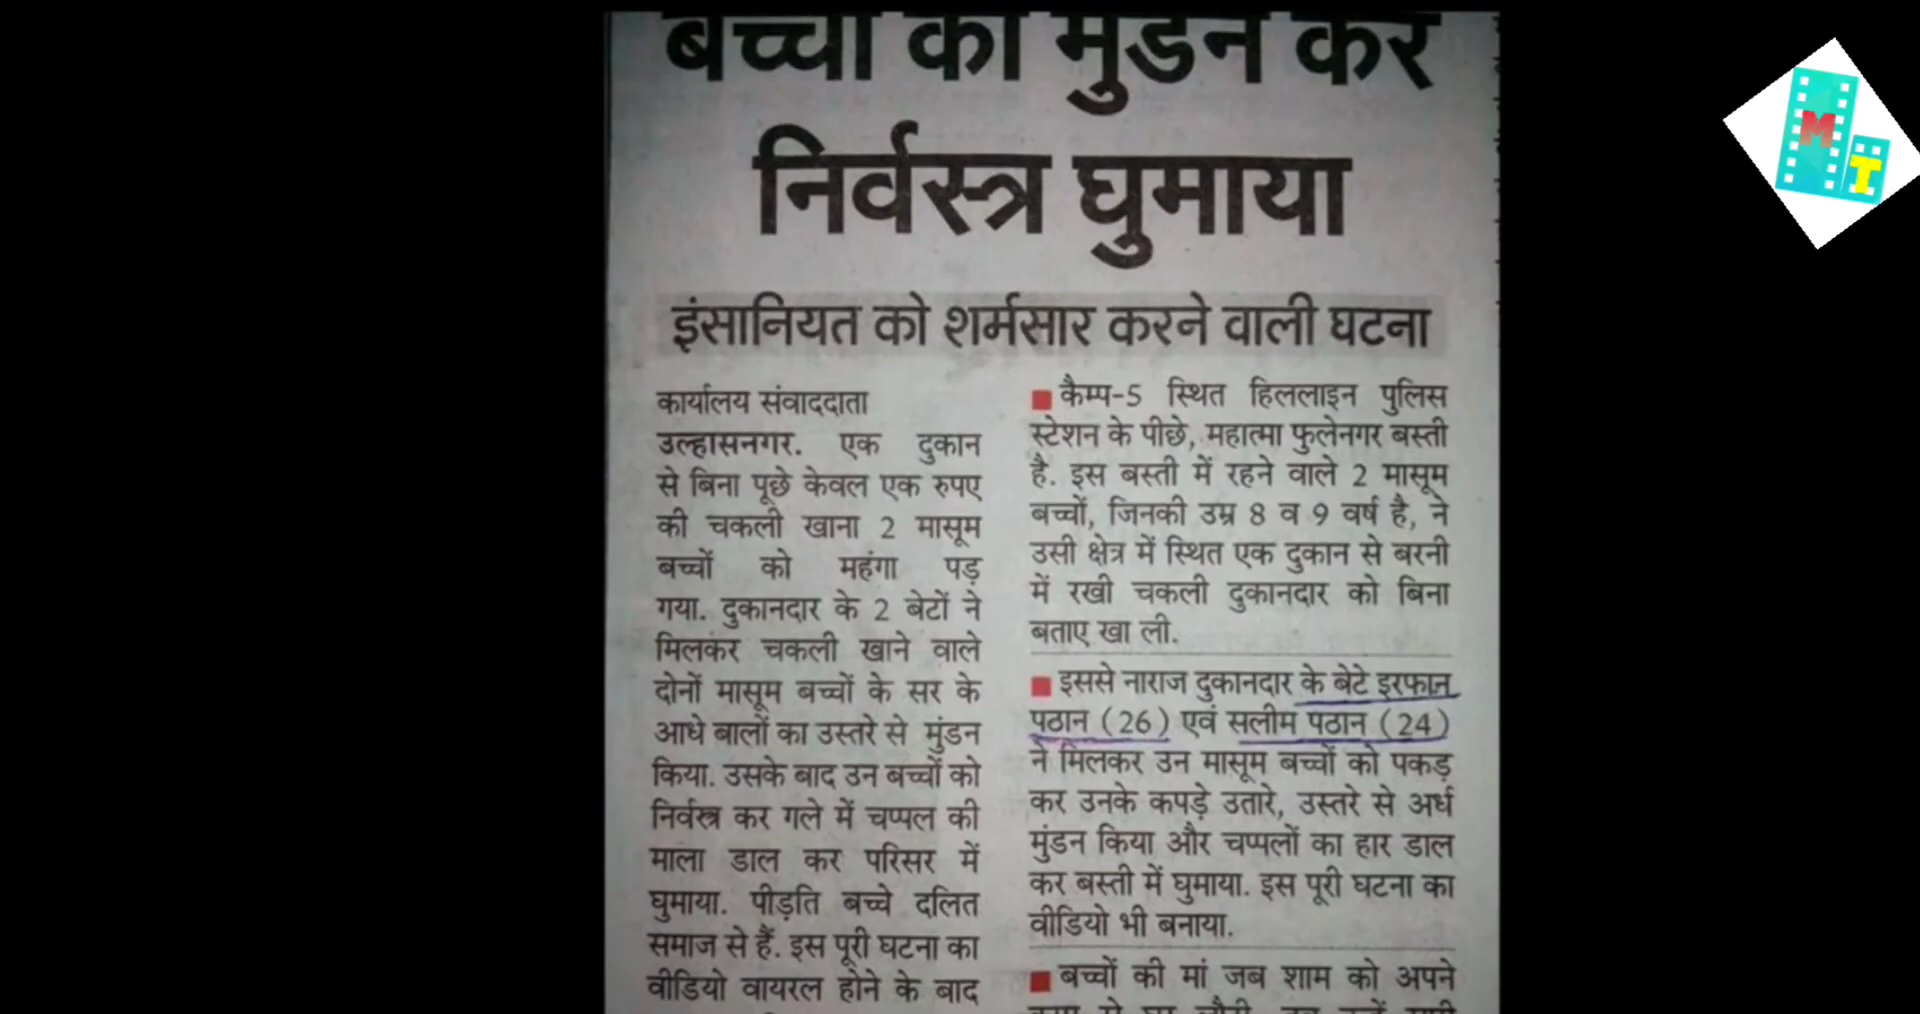 बच्चों का मुंडन कर
निर्वस्त्र घुमाया
इंसानियत को शर्मसार करने वाली घटना
कार्यालय संवाददाता
उल्हासनगर. एक दुकान
से बिना पूछे केवल एक रुपए
की चकली खाना 2 मासूम
बच्चों को महंगा पड़
गया. दुकानदार के 2 बेटों ने
मिलकर चकली खाने वाले
दोनों मासूम बच्चों के सर के
आधे बालों का उस्तरे से मुंडन
किया. उसके बाद उन बच्चों को
निर्वस्त्र कर गले में चप्पल की
माला डाल कर परिसर में
घुमाया. पीड़ति बच्चे दलित
समाज से हैं. इस पूरी घटना का
वीडियो वायरल होने के बाद
■ कैम्प-5 स्थित हिललाइन पुलिस
स्टेशन के पीछे, महात्मा फुलेनगर बस्ती
है. इस बस्ती में रहने वाले 2 मासूम
बच्चों, जिनकी उम्र 8 व 9 वर्ष है, ने
उसी क्षेत्र में स्थित एक दुकान से बरनी
में रखी चकली दुकानदार को बिना
बताए खा ली.
■ इससे नाराज दुकानदार के बेटे इरफान
पठान (26) एवं सलीम पठान (24)
ने मिलकर उन मासूम बच्चों को पकड़
कर उनके कपड़े उतारे, उस्तरे से अर्ध
मुंडन किया और चप्पलों का हार डाल
कर बस्ती में घुमाया. इस पूरी घटना का
वीडियो भी बनाया.
■ बच्चों की मां जब शाम को अपने
M
I